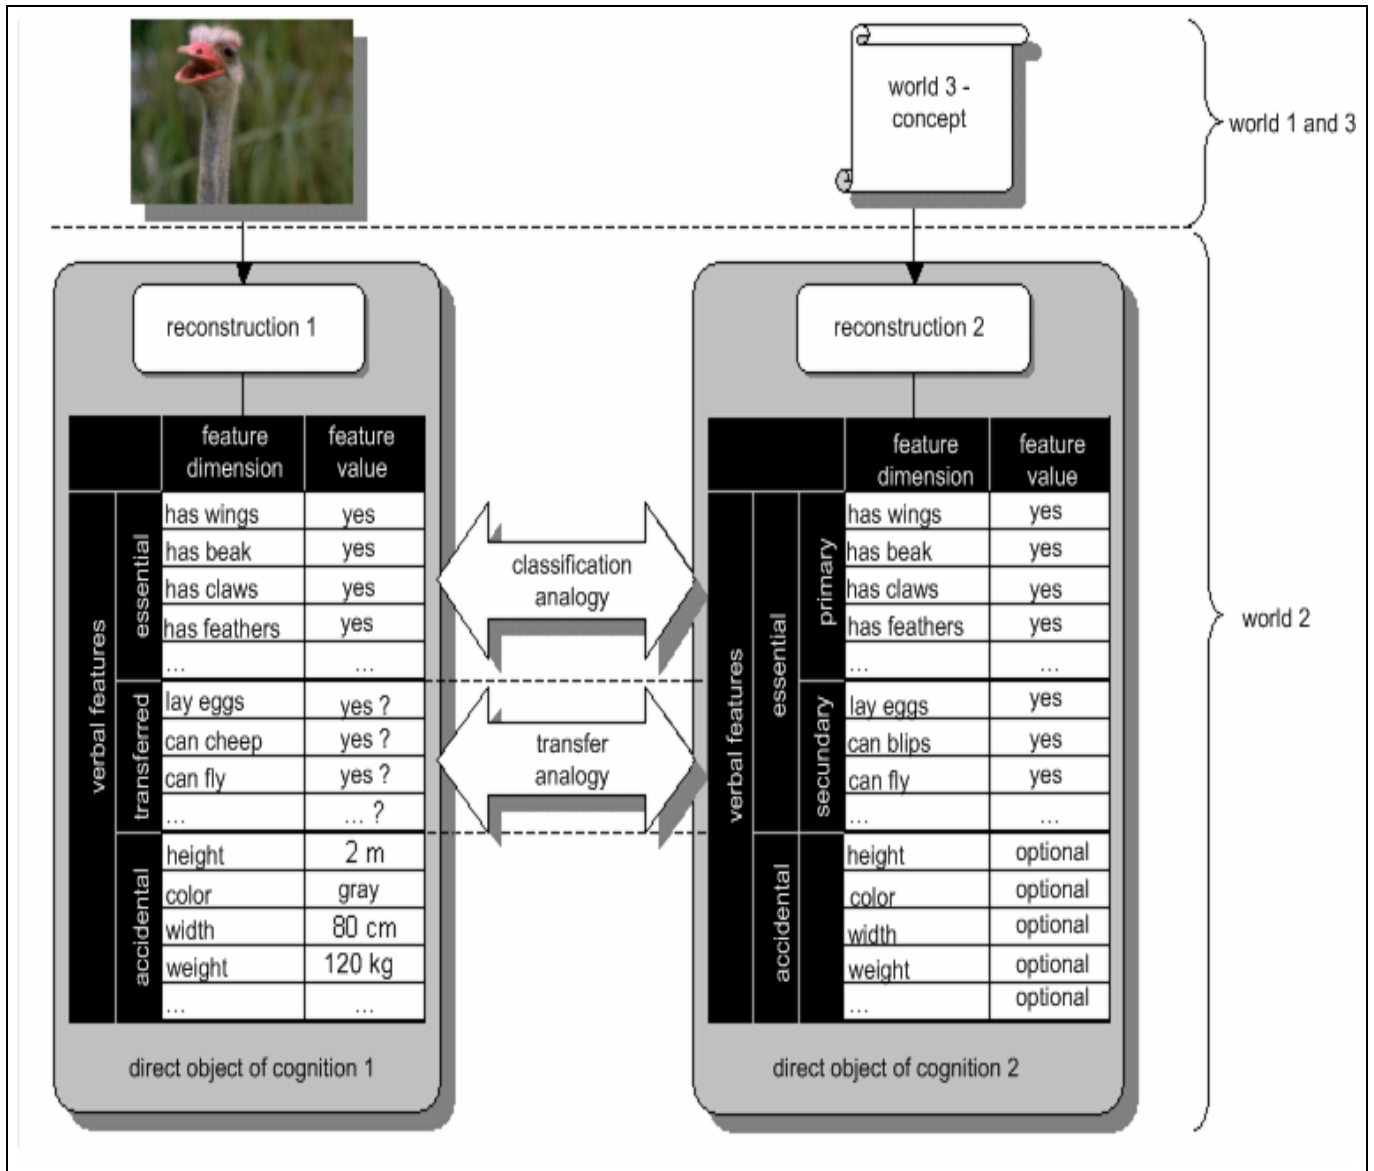 world 3 -
concept
world 1 and 3
reconstruction 1
feature
dimension
feature
value
verbal features
essential
has wings yes
has beak yes
has claws yes
has feathers yes
... ...
transferred
lay eggs yes ?
can cheep yes ?
can fly yes ?
... ... ?
accidental
height 2 m
color gray
width 80 cm
weight 120 kg
... ...
direct object of cognition 1
classification
analogy
transfer
analogy
reconstruction 2
feature
dimension
feature
value
verbal features
essential
primary
has wings yes
has beak yes
has claws yes
has feathers yes
... ...
secundary
lay eggs yes
can blips yes
can fly yes
... ...
accidental
height optional
color optional
width optional
weight optional
... optional
direct object of cognition 2
world 2